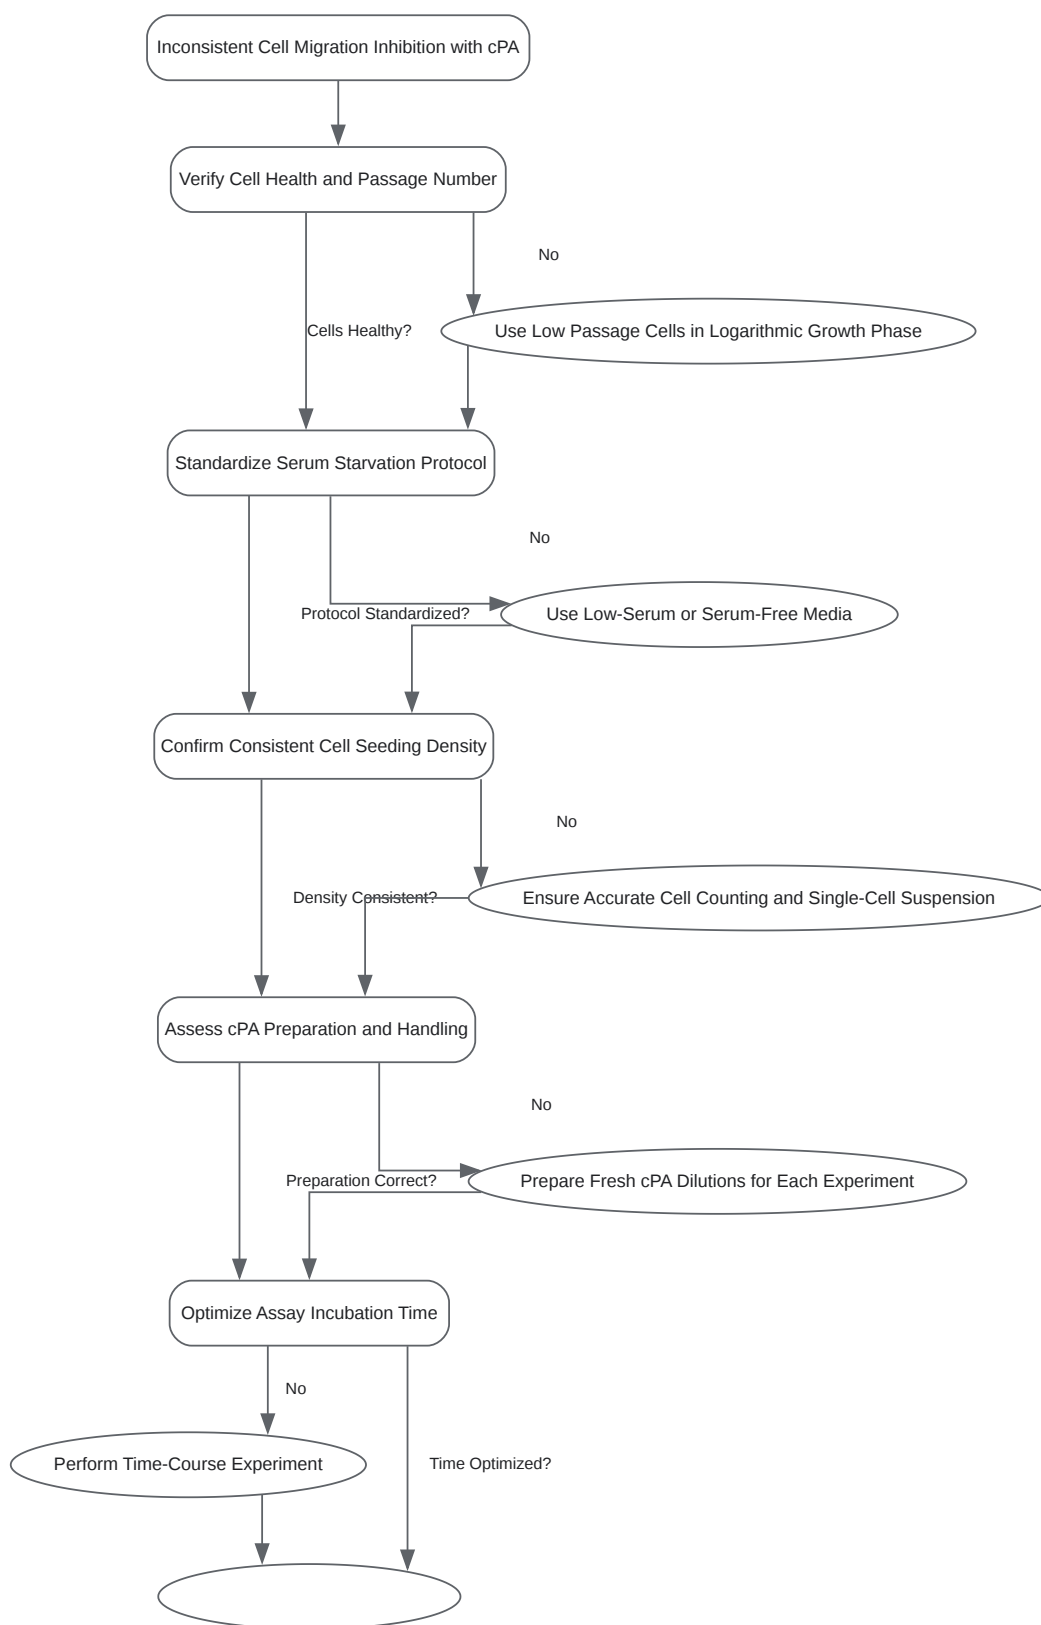 Inconsistent Cell Migration Inhibition with cPA
Verify Cell Health and Passage Number
No
Cells Healthy?
Use Low Passage Cells in Logarithmic Growth Phase
Standardize Serum Starvation Protocol
No
Protocol Standardized?
Use Low-Serum or Serum-Free Media
Confirm Consistent Cell Seeding Density
No
Density Consistent?
Ensure Accurate Cell Counting and Single-Cell Suspension
Assess cPA Preparation and Handling
No
Preparation Correct?
Prepare Fresh cPA Dilutions for Each Experiment
Optimize Assay Incubation Time
No
Perform Time-Course Experiment
Time Optimized?